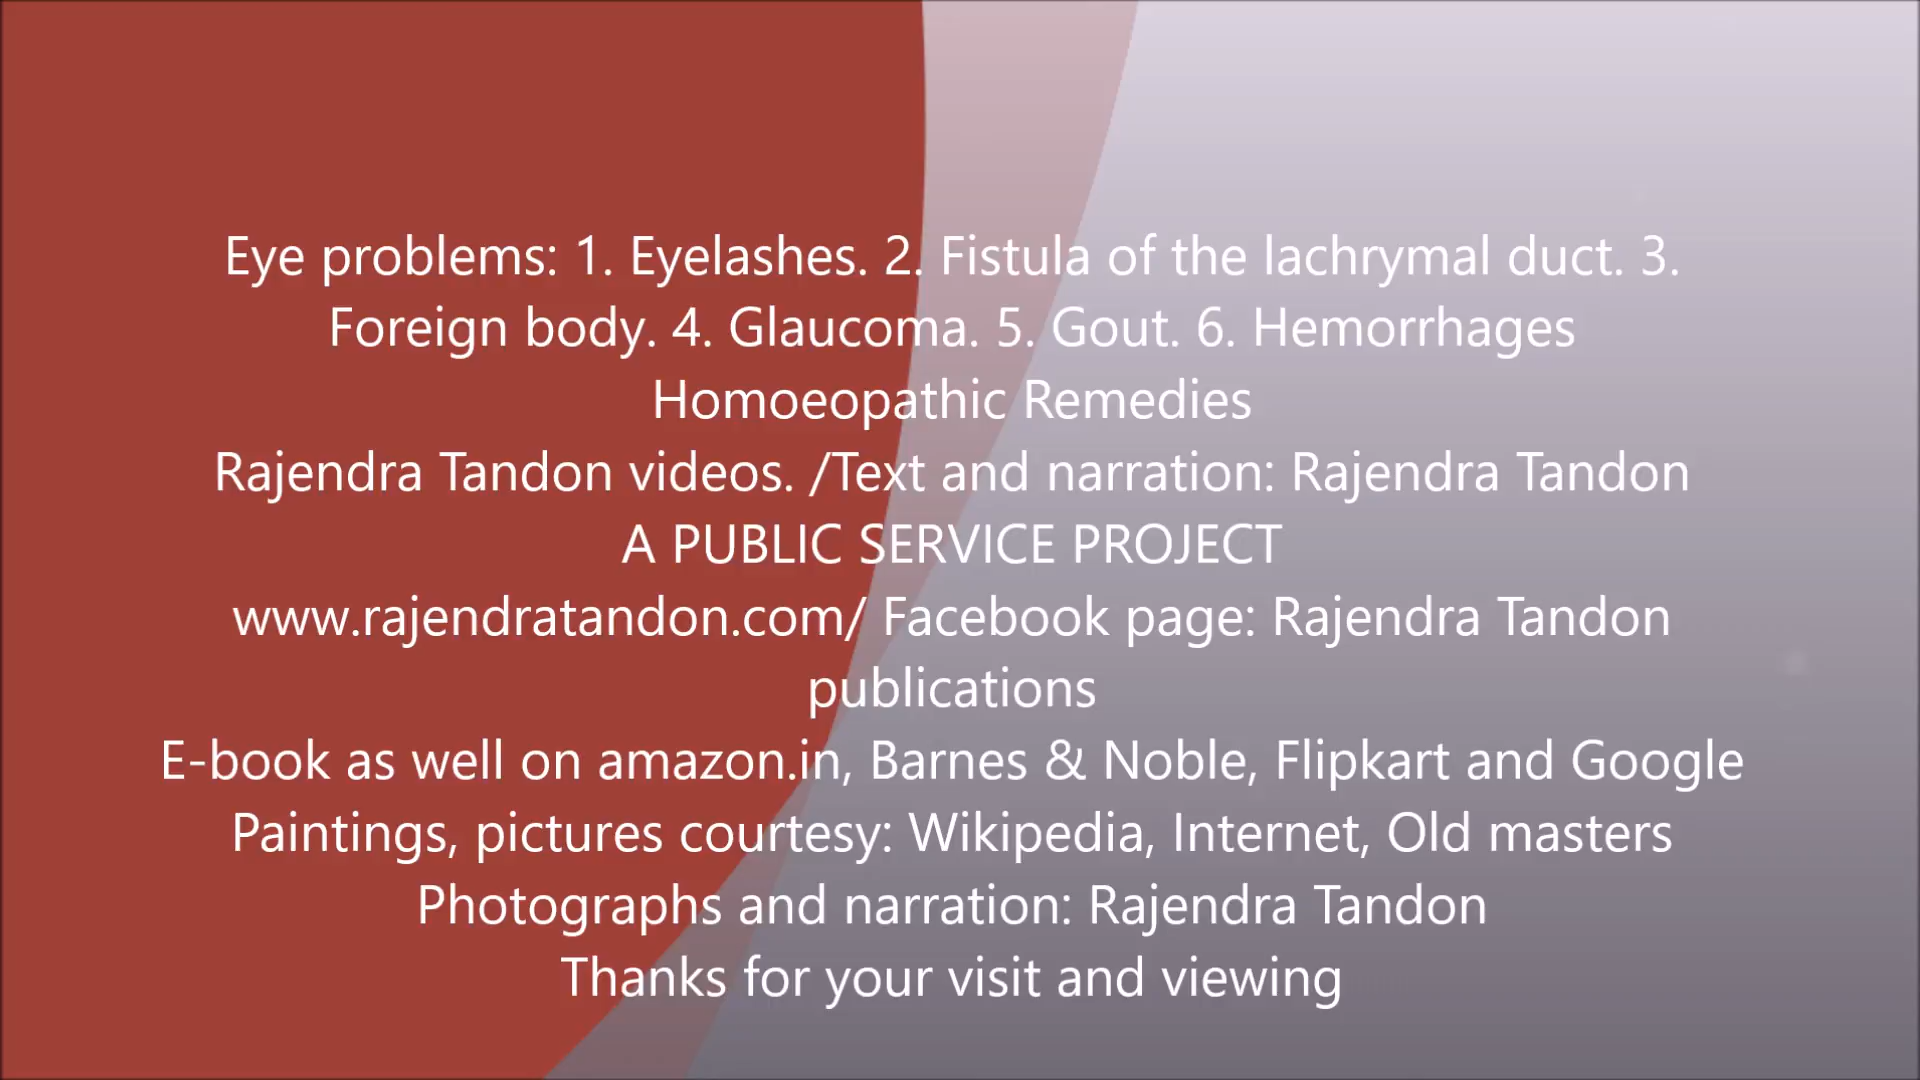 Eye problems: 1. Eyelashes. 2. Fistula of the lachrymal duct. 3.
Foreign body. 4. Glaucoma. 5. Gout. 6. Hemorrhages
Homoeopathic Remedies
Rajendra Tandon videos. /Text and narration: Rajendra Tandon
A PUBLIC SERVICE PROJECT
www.rajendratandon.com/ Facebook page: Rajendra Tandon
publications
E-book as well on amazon.in, Barnes & Noble, Flipkart and Google
Paintings, pictures courtesy: Wikipedia, Internet, Old masters
Photographs and narration: Rajendra Tandon
Thanks for your visit and viewing